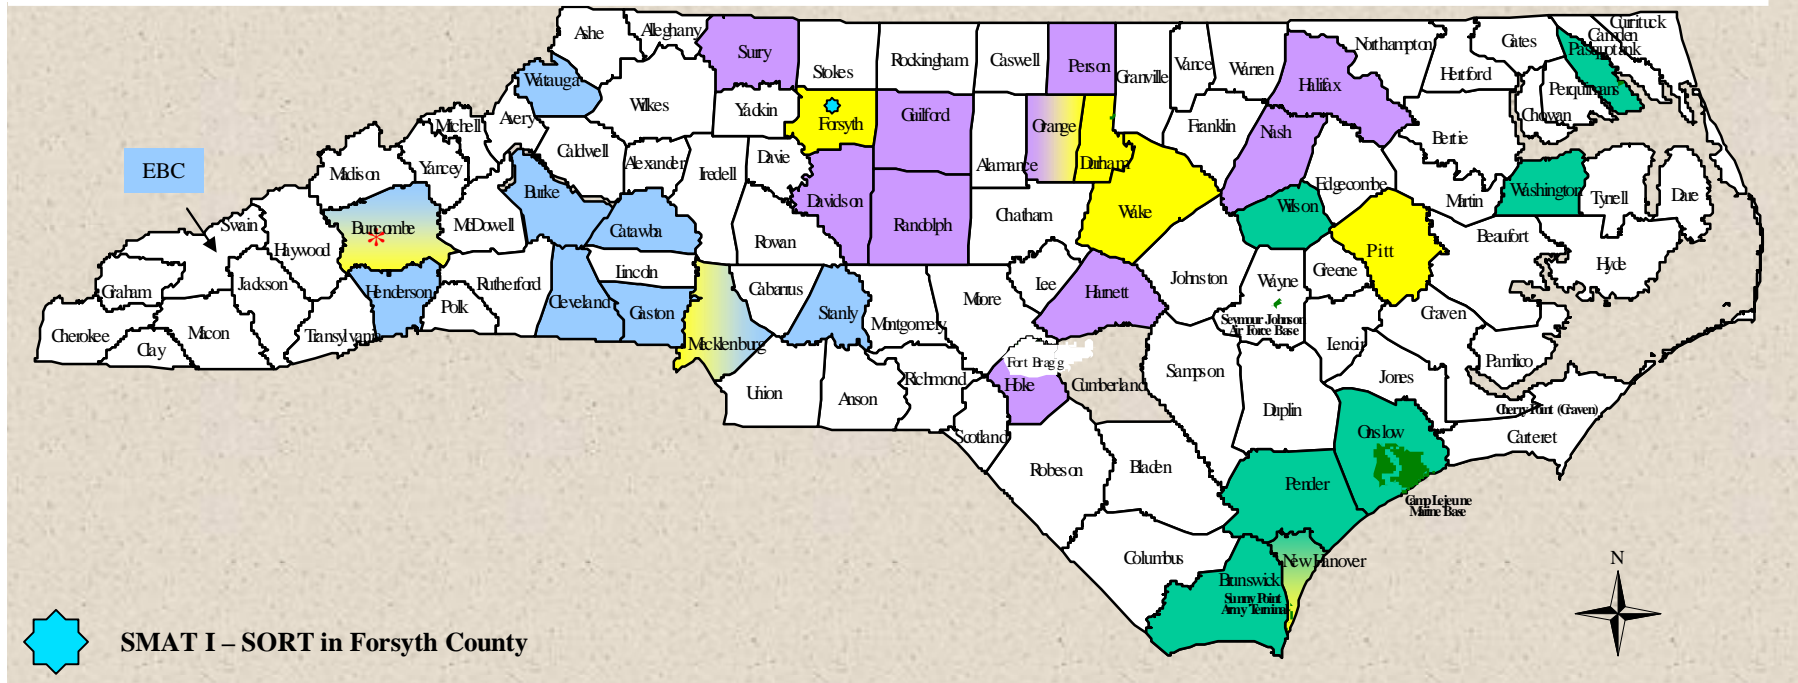 Ashe
Alleghany
Surry
Stokes
Rockingham
Caswell
Person
Granville
Vance
Warren
Northampton
Gates
Currituck
Camden
Pasquotank
Hertford
Halifax
Perquimans
Chowan
Watauga
Wilkes
Yadkin
Forsyth
Guilford
Orange
Durham
Franklin
Nash
Bertie
Avery
Mitchell
Caldwell
Alexander
Iredell
Davie
Alamance
Edgecombe
Martin
Washington
Tyrrell
Dare
EBC
Madison
Yancey
Burke
Davidson
Randolph
Chatham
Wake
Wilson
Pitt
Beaufort
Hyde
Swain
Haywood
Buncombe
*
McDowell
Catawba
Rowan
Graham
Jackson
Henderson
Rutherford
Lincoln
Cabarrus
Stanly
Moore
Lee
Harnett
Johnston
Wayne
Greene
Craven
Cherokee
Clay
Macon
Transylvania
Polk
Cleveland
Gaston
Mecklenburg
Montgomery
Seymour Johnson
Air Force Base
Lenoir
Pamlico
Union
Anson
Richmond
Fort Bragg
Hoke
Cumberland
Sampson
Duplin
Jones
Cherry Point (Craven)
Carteret
Scotland
Robeson
Bladen
Pender
Onslow
Camp Lejeune
Marine Base
Columbus
Brunswick
Sunny Point
Army Terminal
New Hanover
N
SMAT I – SORT in Forsyth County